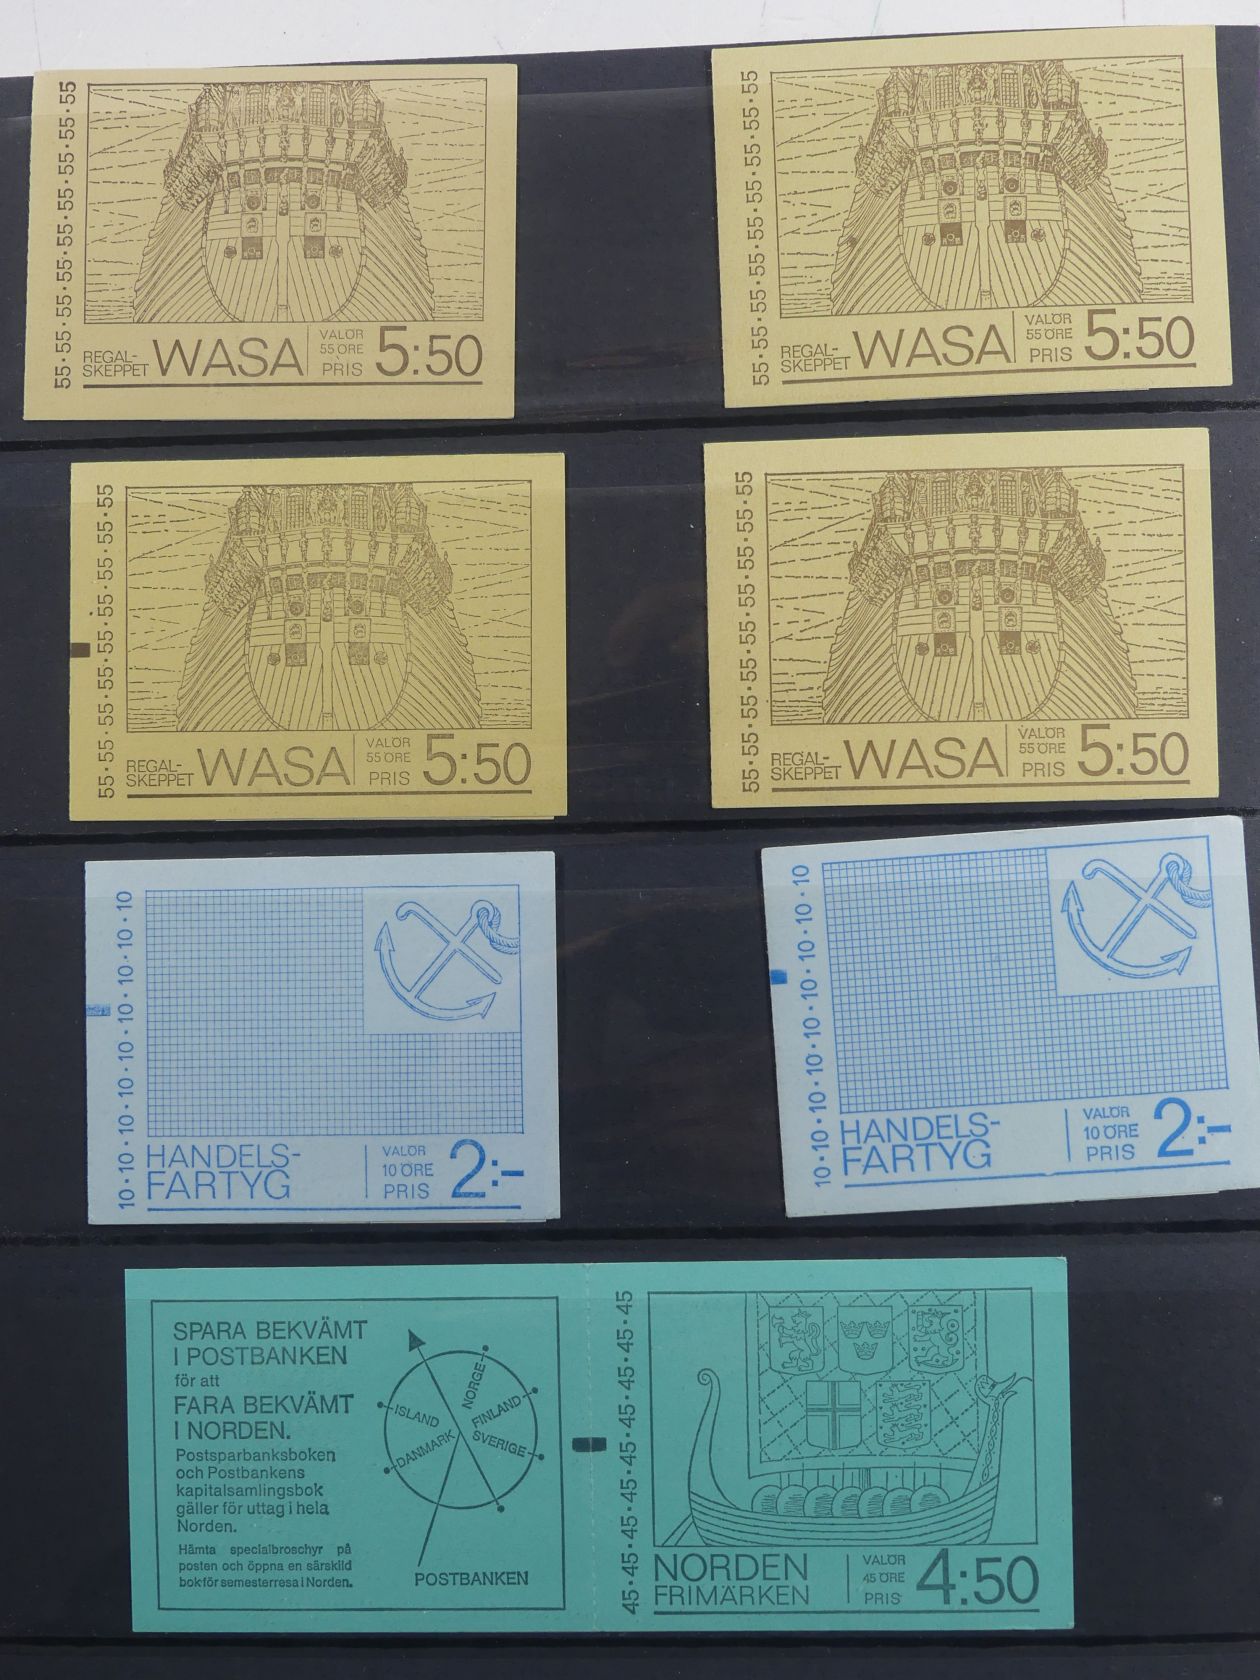 55·55·55·55·55·55·55·55·55·55
REGAL-
SKEPPET
WASA
VALÖR
55 ÖRE
PRIS
5:50
55·55·55·55·55·55·55·55·55·55
REGAL-
SKEPPET
WASA
VALÖR
55 ÖRE
PRIS
5:50
55·55·55·55·55·55·55·55·55·55
REGAL-
SKEPPET
WASA
VALÖR
55 ÖRE
PRIS
5:50
55·55·55·55·55·55·55·55·55·55
REGAL-
SKEPPET
WASA
VALÖR
55 ÖRE
PRIS
5:50
10·10·10·10·10·10·10·10·10·10
HANDELS-
FARTYG
VALÖR
10 ÖRE
PRIS
2:-
10·10·10·10·10·10·10·10·10·10
HANDELS-
FARTYG
VALÖR
10 ÖRE
PRIS
2:-
SPARA BEKVÄMT
I POSTBANKEN
för att
FARA BEKVÄMT
I NORDEN.
Postsparbanksboken
och Postbankens
kapitalsamlingsbok
gäller för uttag i hela
Norden.
Hämta specialbroschyr på
posten och öppna en särskild
bok för semesterresa i Norden.
NORGE
ISLAND
FINLAND
SVERIGE
DANMARK
POSTBANKEN
45·45·45·45·45·45·45·45·45·45
NORDEN
FRIMÄRKEN
VALÖR
45 ÖRE
PRIS
4:50